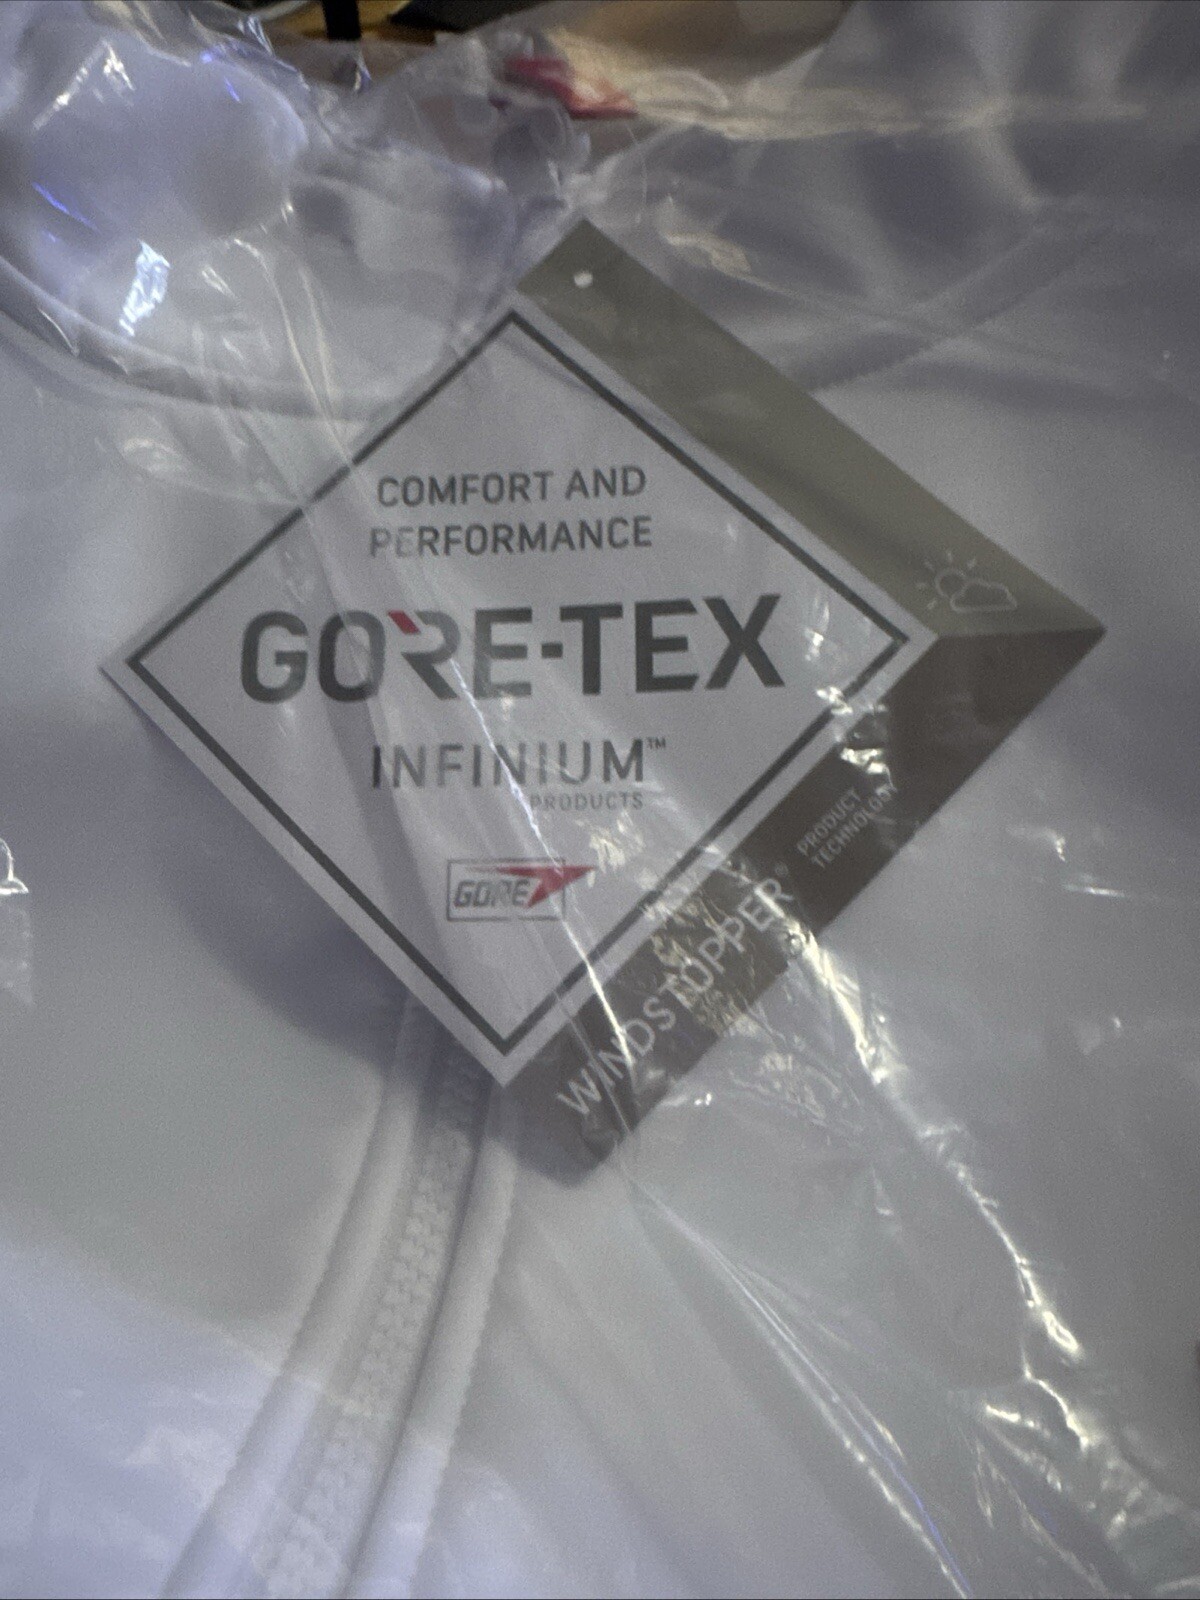 COMFORT AND
PERFORMANCE
GORE-TEX
INFINIUM™
PRODUCTS
GORE
WINDSTOPPER®
PRODUCT
TECHNOLOGY